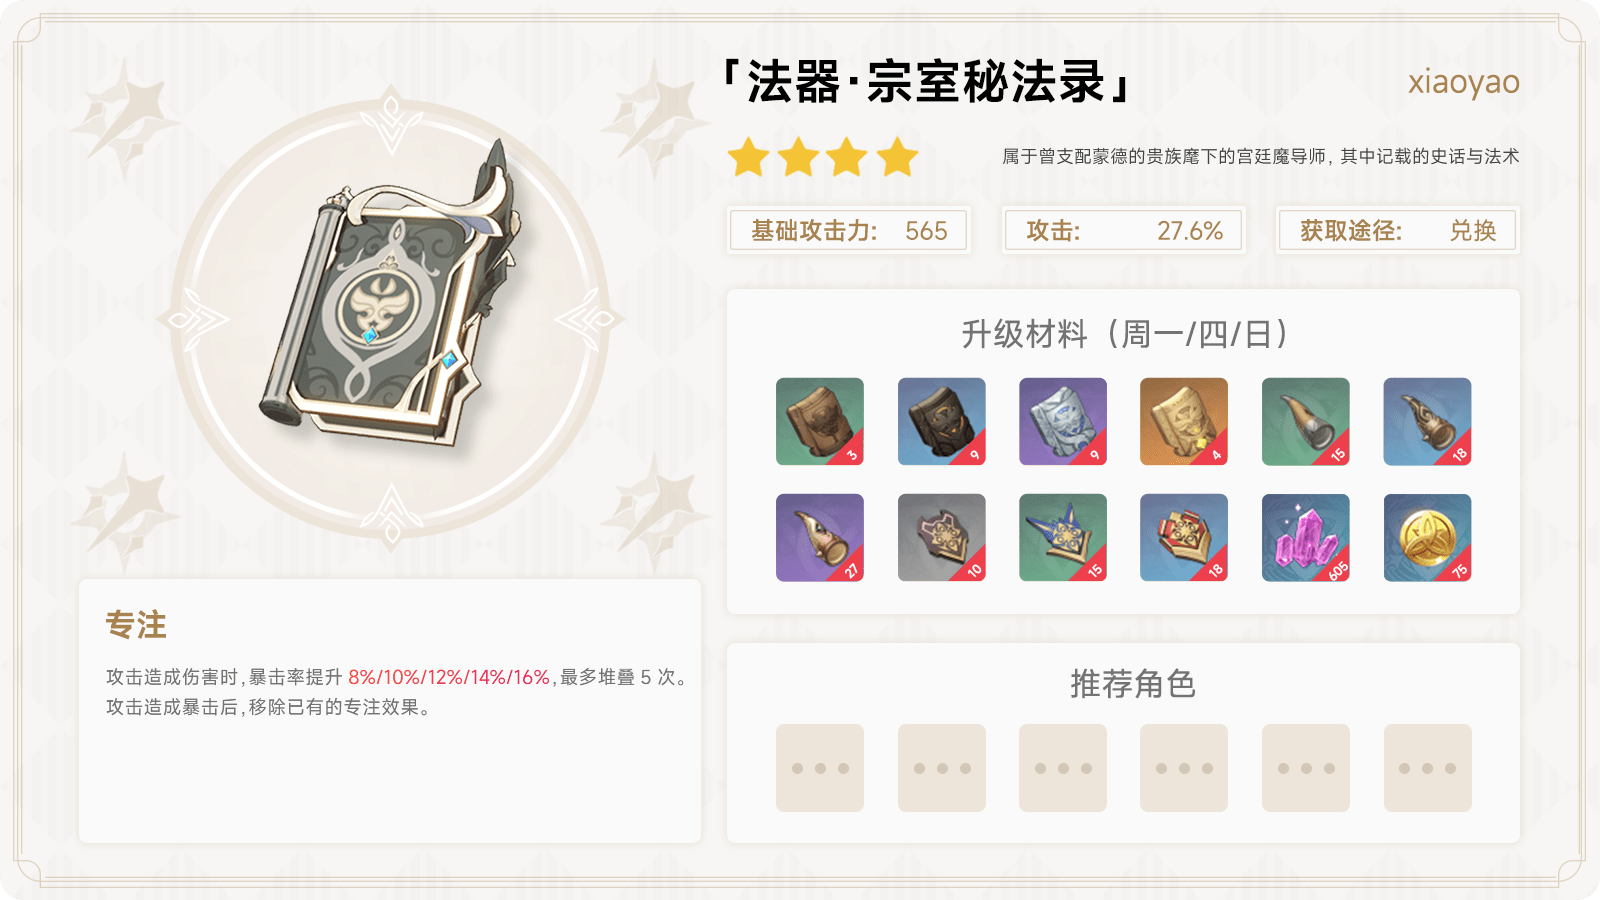 「法器·宗室秘法录」
xiaoyao
属于曾支配蒙德的贵族麾下的宫廷魔导师，其中记载的史话与法术
基础攻击力: 565
攻击: 27.6%
获取途径: 兑换
升级材料（周一/四/日）
3 9 9 4 15 18
27 10 15 18 605 75
专注
攻击造成伤害时,暴击率提升 8%/10%/12%/14%/16%,最多堆叠 5 次。
攻击造成暴击后,移除已有的专注效果。
推荐角色